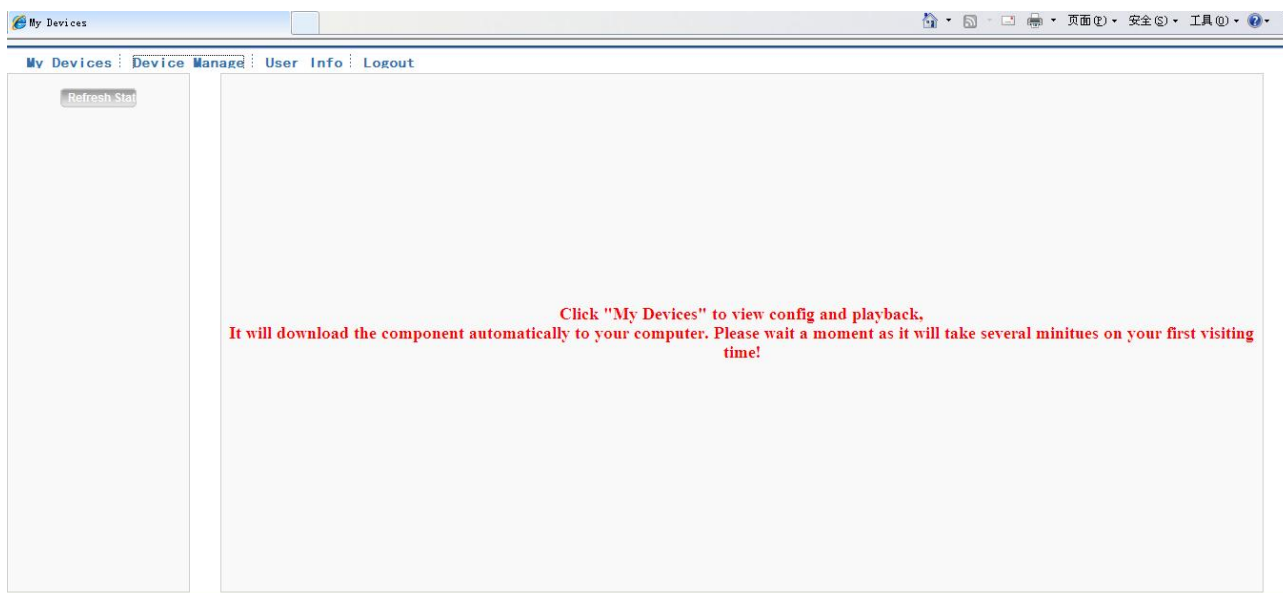 My Devices
页面(P) 安全(S) 工具(O)
My Devices Device Manage User Info Logout
Refresh Stat
Click "My Devices" to view config and playback,
It will download the component automatically to your computer. Please wait a moment as it will take several minitues on your first visiting
time!